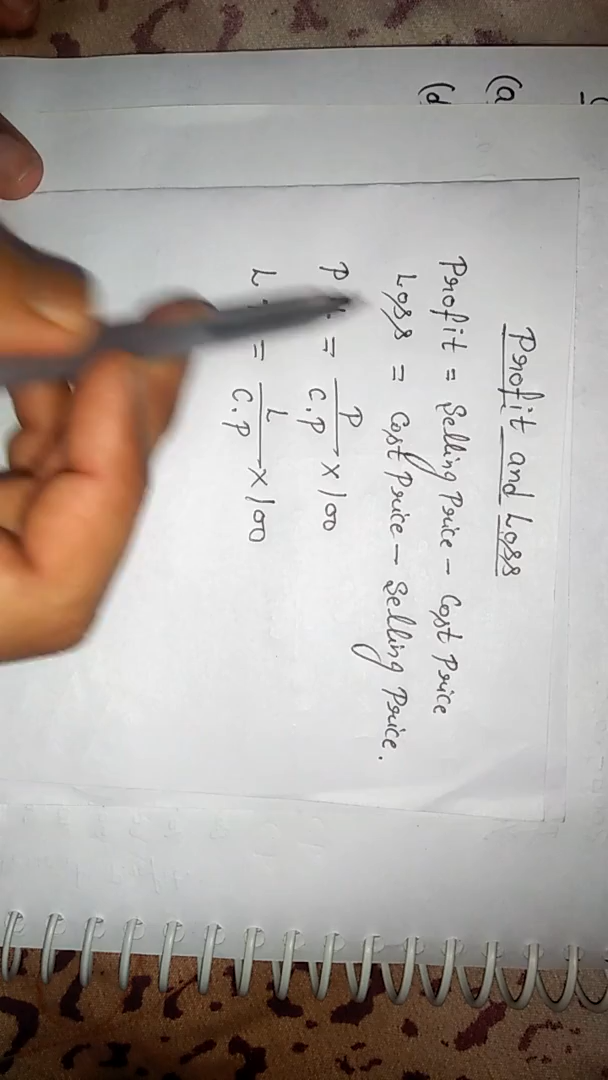 (a
(d
Profit and Loss
Profit = Selling Price - Cost Price
Loss = Cost Price - Selling Price.
P = P/C.P × 100
L = L/C.P × 100